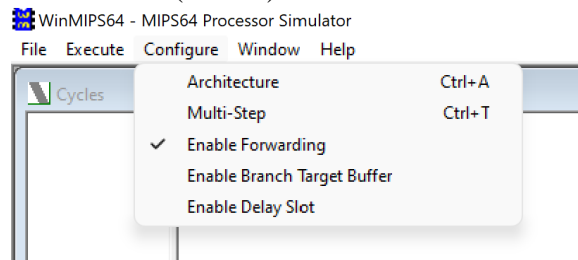 WinMIPS64 - MIPS64 Processor Simulator
File Execute Configure Window Help
Cycles
Architecture Ctrl+A
Multi-Step Ctrl+T
Enable Forwarding
Enable Branch Target Buffer
Enable Delay Slot